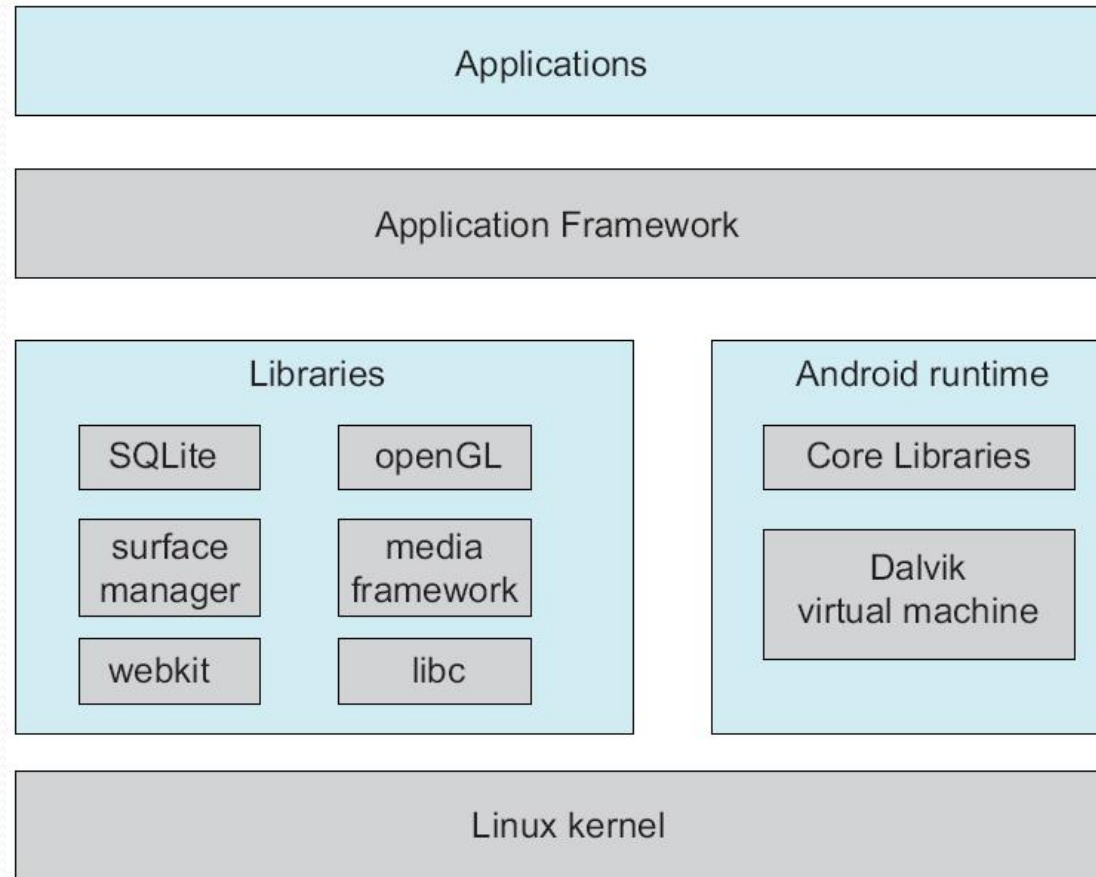 Applications
Application Framework
Libraries
SQLite
openGL
surface
manager
media
framework
webkit
libc
Android runtime
Core Libraries
Dalvik
virtual machine
Linux kernel